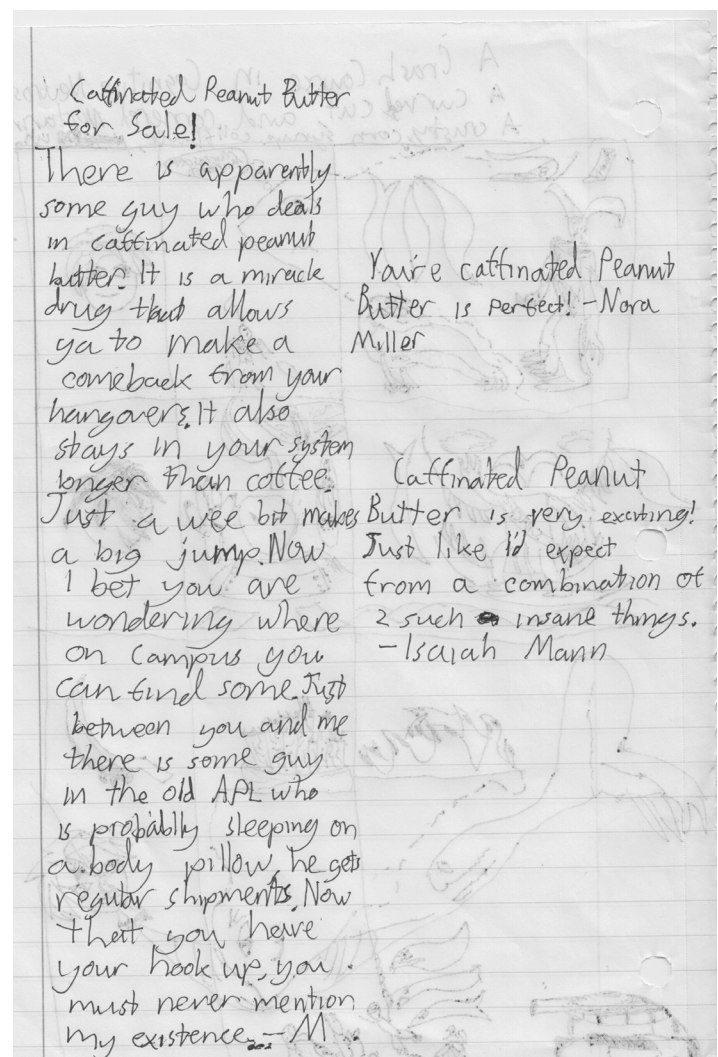 Caffinated Peanut Butter
for Sale!
There is apparently
some guy who deals
in caffinated peanut
butter. It is a miracle
drug that allows
ya to make a
comeback from your
hangovers. It also
stays in your system
longer than coffee.
Just a wee bit makes
a big jump. Now
I bet you are
wondering where
on campus you
can find some. Just
between you and me
there is some guy
in the old APL who
is probablly sleeping on
a body pillow, he gets
regular shipments. Now
that you have
your hook up, you
must never mention
my existence... - M
You're caffinated Peanut
Butter is perfect! - Nora
Miller
Caffinated Peanut
Butter is very exciting!
Just like I'd expect
from a combination of
2 such insane things.
- Isaiah Mann